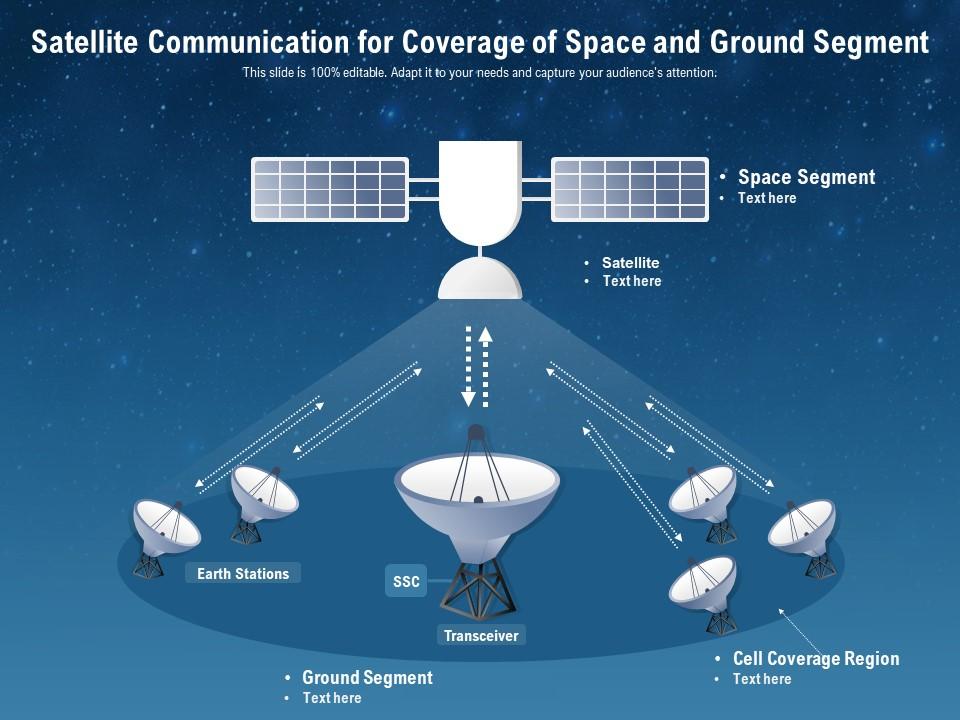 Satellite Communication for Coverage of Space and Ground Segment
This slide is 100% editable. Adapt it to your needs and capture your audience's attention.
• Space Segment
• Text here
• Satellite
• Text here
Earth Stations
SSC
Transceiver
• Cell Coverage Region
• Text here
• Ground Segment
• Text here